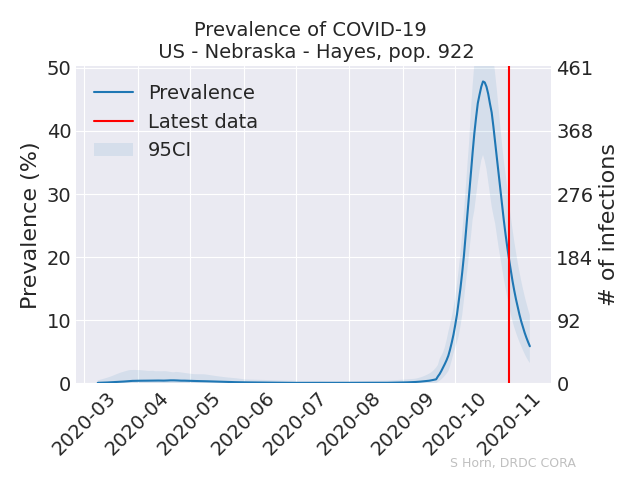 Prevalence of COVID-19
US - Nebraska - Hayes, pop. 922
Prevalence
Latest data
95CI
Prevalence (%)
50
40
30
20
10
0
461
368
276
184
92
0
# of infections
2020-03
2020-04
2020-05
2020-06
2020-07
2020-08
2020-09
2020-10
2020-11
S Horn, DRDC CORA